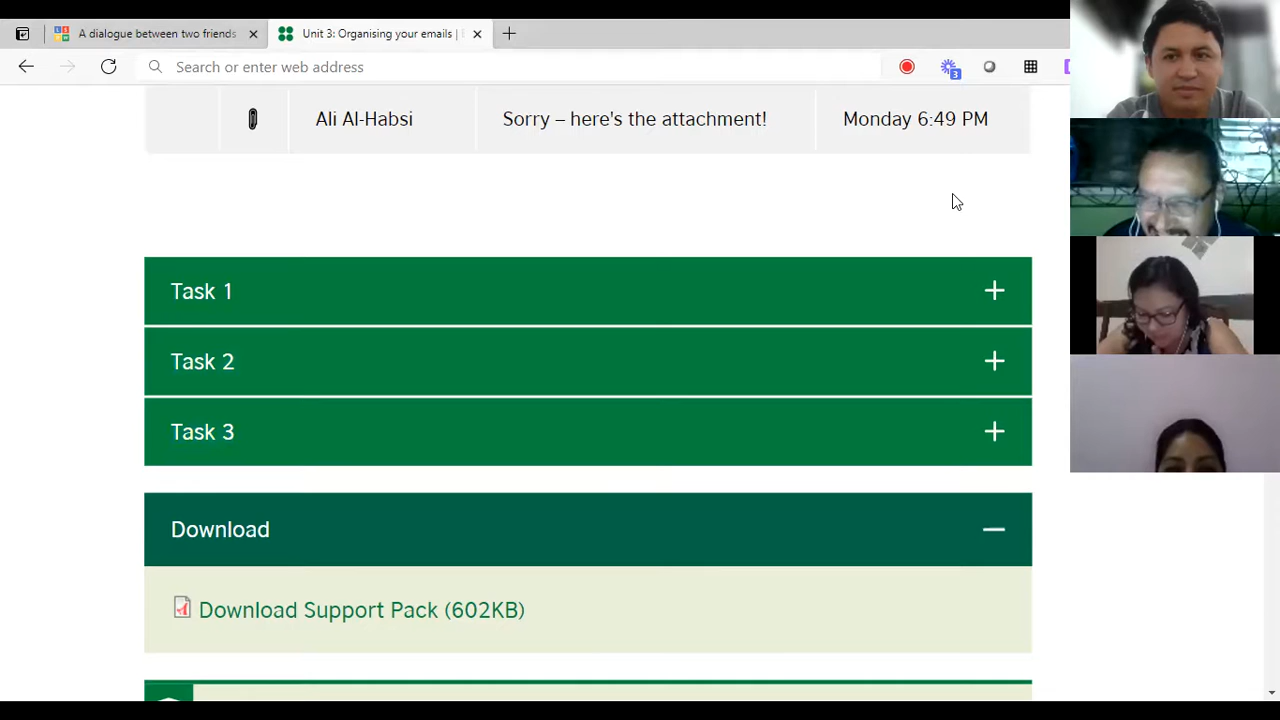 A dialogue between two friends
Unit 3: Organising your emails |
Search or enter web address
3
Ali Al-Habsi Sorry – here's the attachment! Monday 6:49 PM
Task 1
Task 2
Task 3
Download
Download Support Pack (602KB)